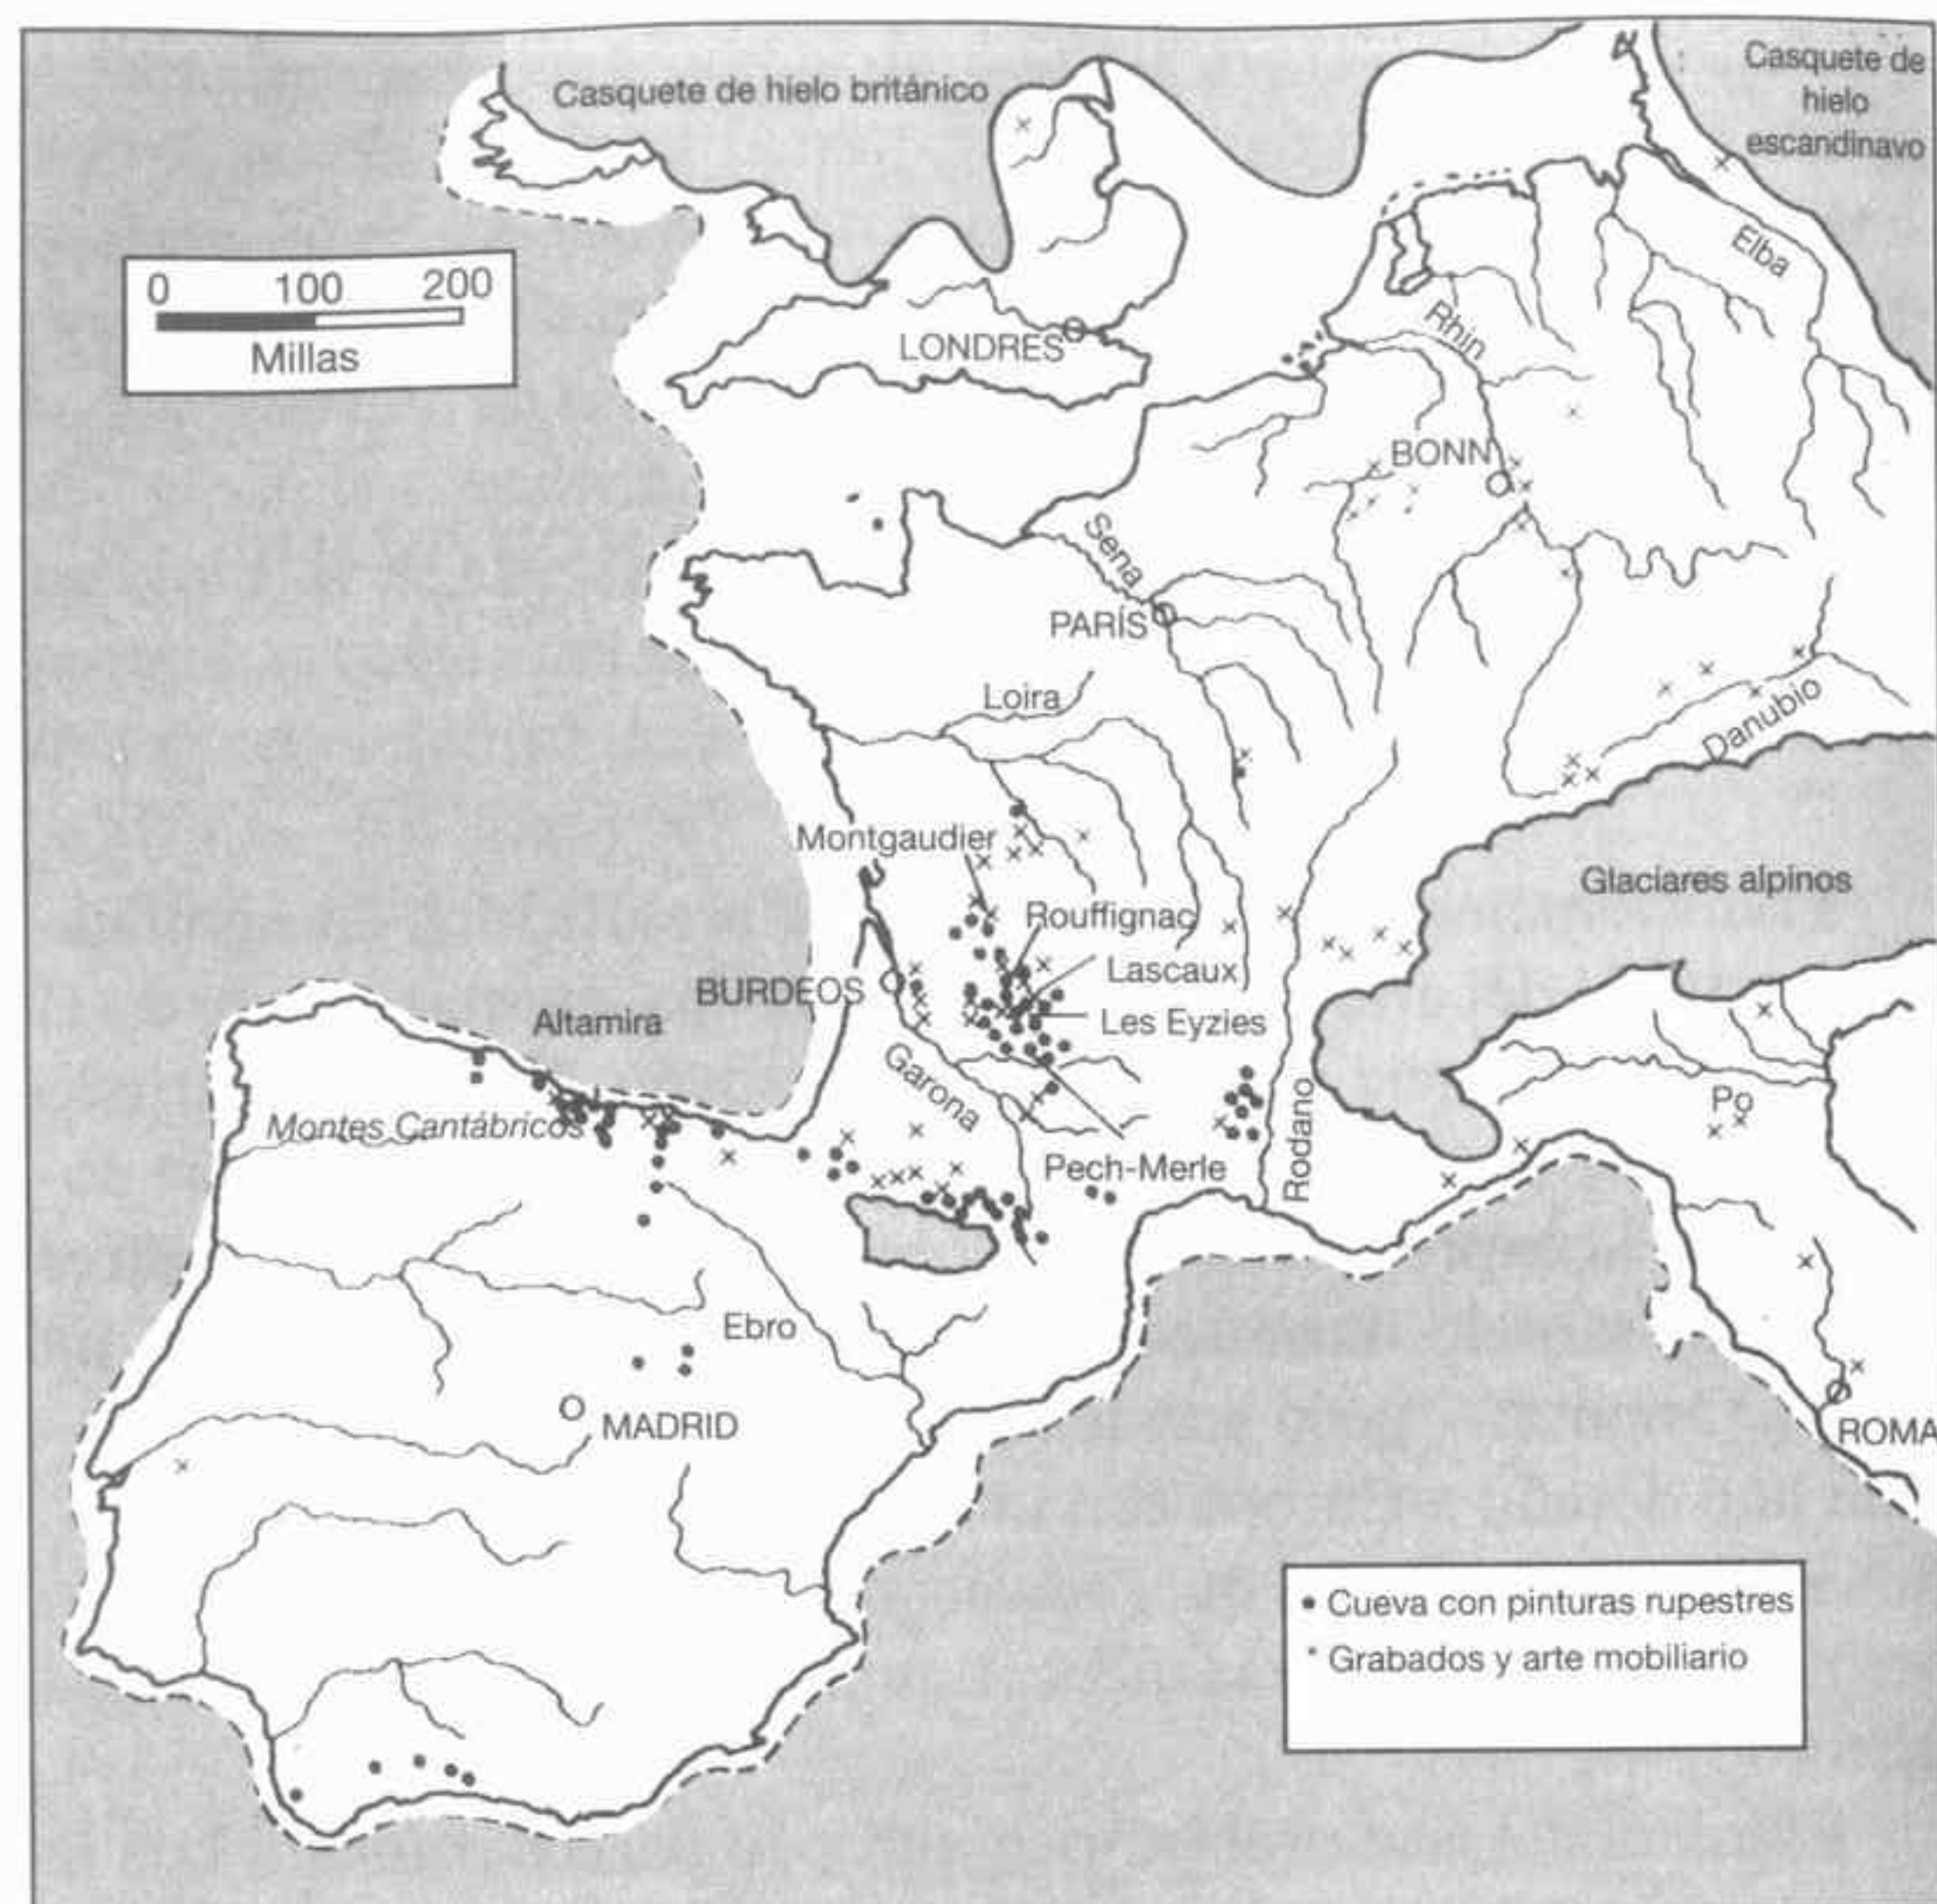 Casquete de hielo británico
Casquete de
hielo
escandinavo
0 100 200
Millas
Elba
Rhin
LONDRES
BONN
Sena
PARÍS
Loira
Danubio
Montgaudier
Glaciares alpinos
Rouffignac
Lascaux
BURDEOS
Les Eyzies
Altamira
Garona
Montes Cantábricos
Rodano
Po
Pech-Merle
Ebro
MADRID
ROMA
• Cueva con pinturas rupestres
* Grabados y arte mobiliario